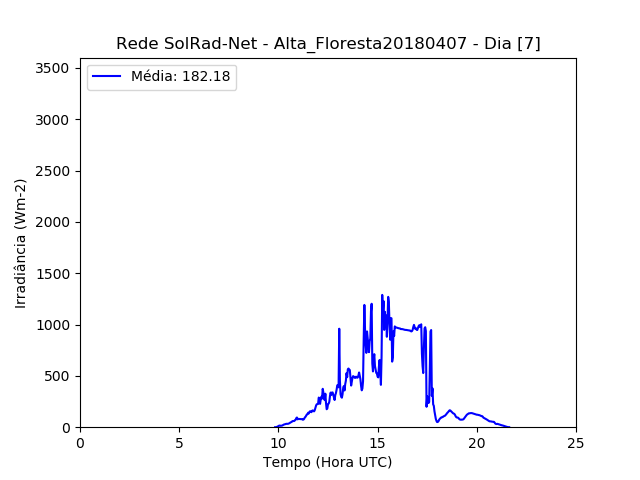 Rede SolRad-Net - Alta_Floresta20180407 - Dia [7]
Média: 182.18
3500
3000
2500
2000
1500
1000
500
0
Irradiância (Wm-2)
0 5 10 15 20 25
Tempo (Hora UTC)